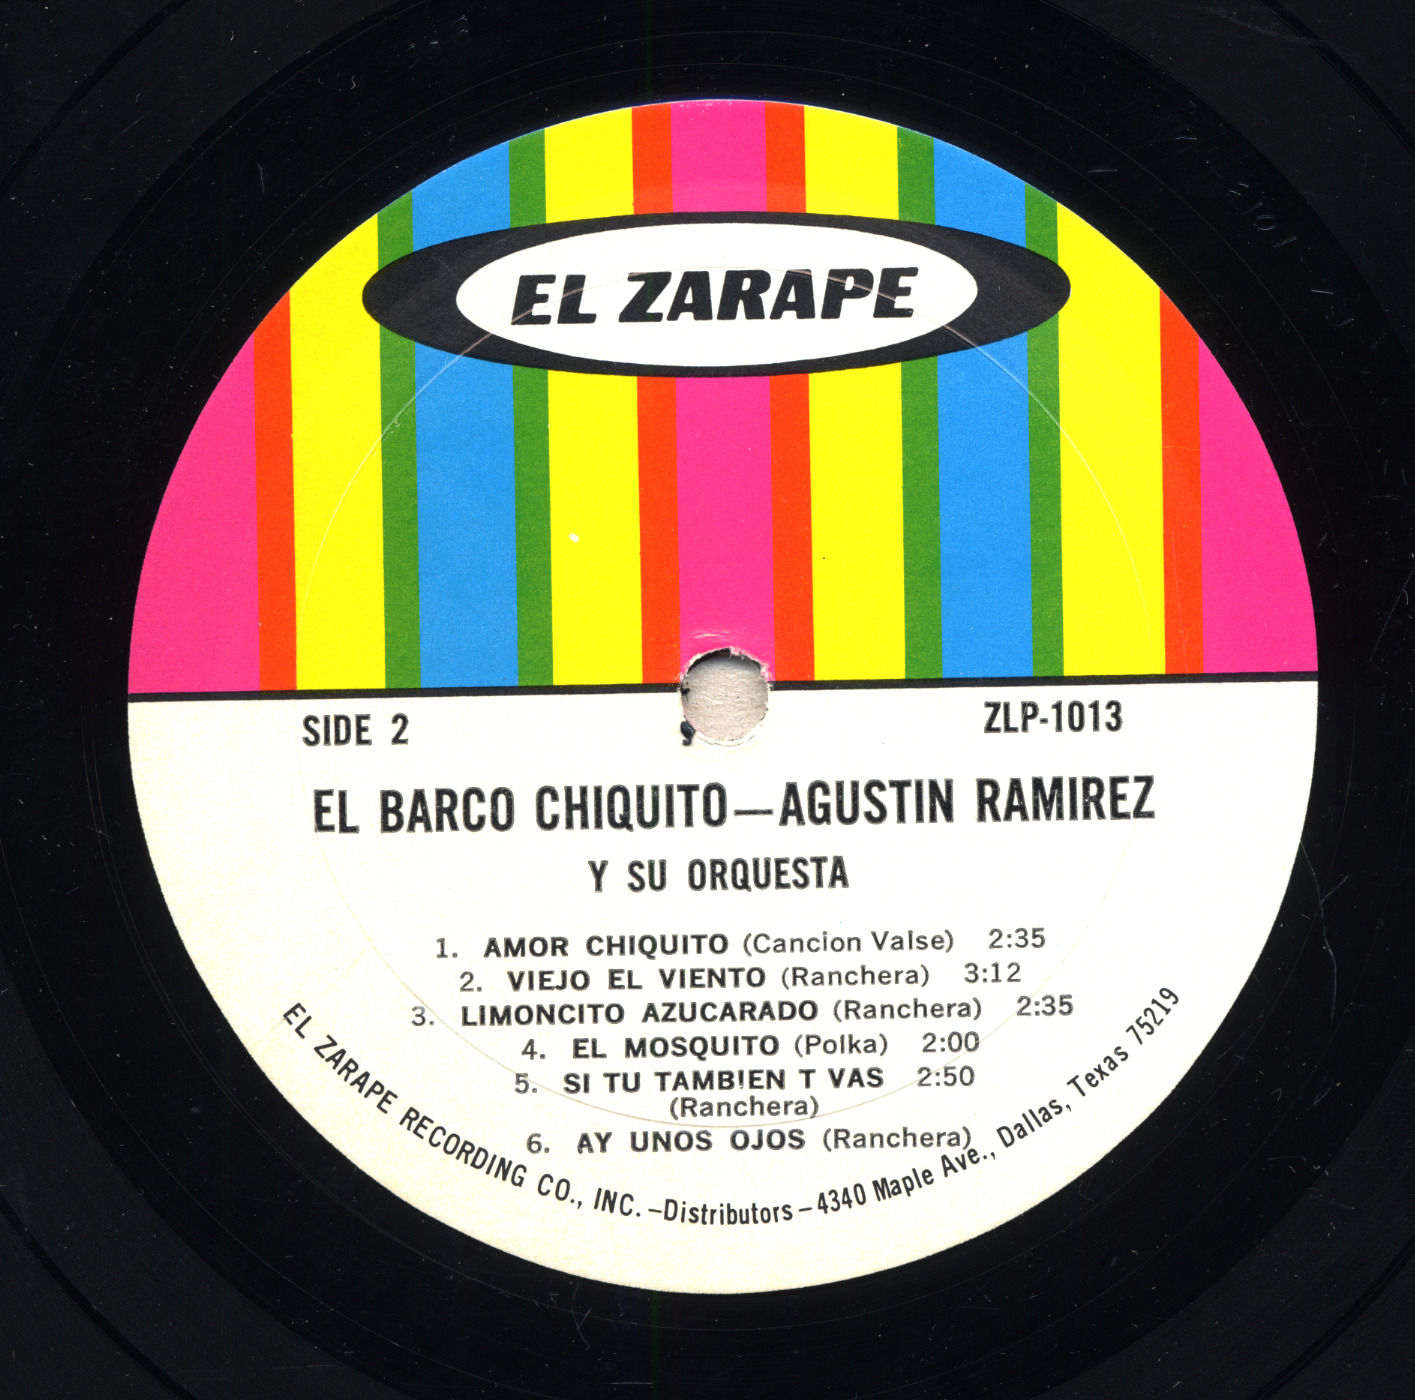 EL ZARAPE
SIDE 2
ZLP-1013
EL BARCO CHIQUITO—AGUSTIN RAMIREZ
Y SU ORQUESTA
1. AMOR CHIQUITO (Cancion Valse) 2:35
2. VIEJO EL VIENTO (Ranchera) 3:12
3. LIMONCITO AZUCARADO (Ranchera) 2:35
4. EL MOSQUITO (Polka) 2:00
5. SI TU TAMBIEN T VAS 2:50
(Ranchera)
6. AY UNOS OJOS (Ranchera)
EL ZARAPE RECORDING CO., INC. –Distributors – 4340 Maple Ave., Dallas, Texas 75219